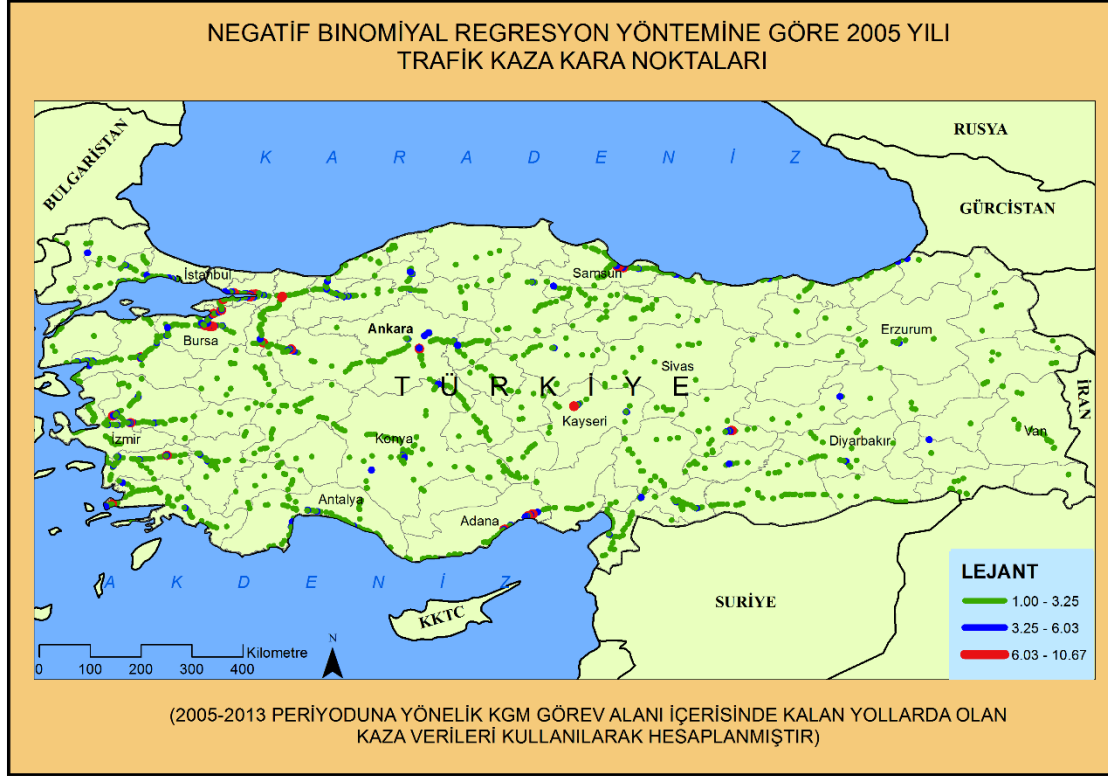 NEGATİF BINOMİYAL REGRESYON YÖNTEMİNE GÖRE 2005 YILI
TRAFİK KAZA KARA NOKTALARI
BULGARİSTAN
RUSYA
K A R A D E N İ Z
GÜRCİSTAN
İstanbul
Samsun
Bursa
Ankara
Erzurum
Sivas
T Ü R K İ Y E
İRAN
Kayseri
İzmir
Konya
Diyarbakır
Van
Antalya
Adana
A K D E N İ Z
KKTC
SURİYE
LEJANT
1.00 - 3.25
3.25 - 6.03
6.03 - 10.67
N
Kilometre
0 100 200 300 400
(2005-2013 PERİYODUNA YÖNELİK KGM GÖREV ALANI İÇERİSİNDE KALAN YOLLARDA OLAN
KAZA VERİLERİ KULLANILARAK HESAPLANMIŞTIR)